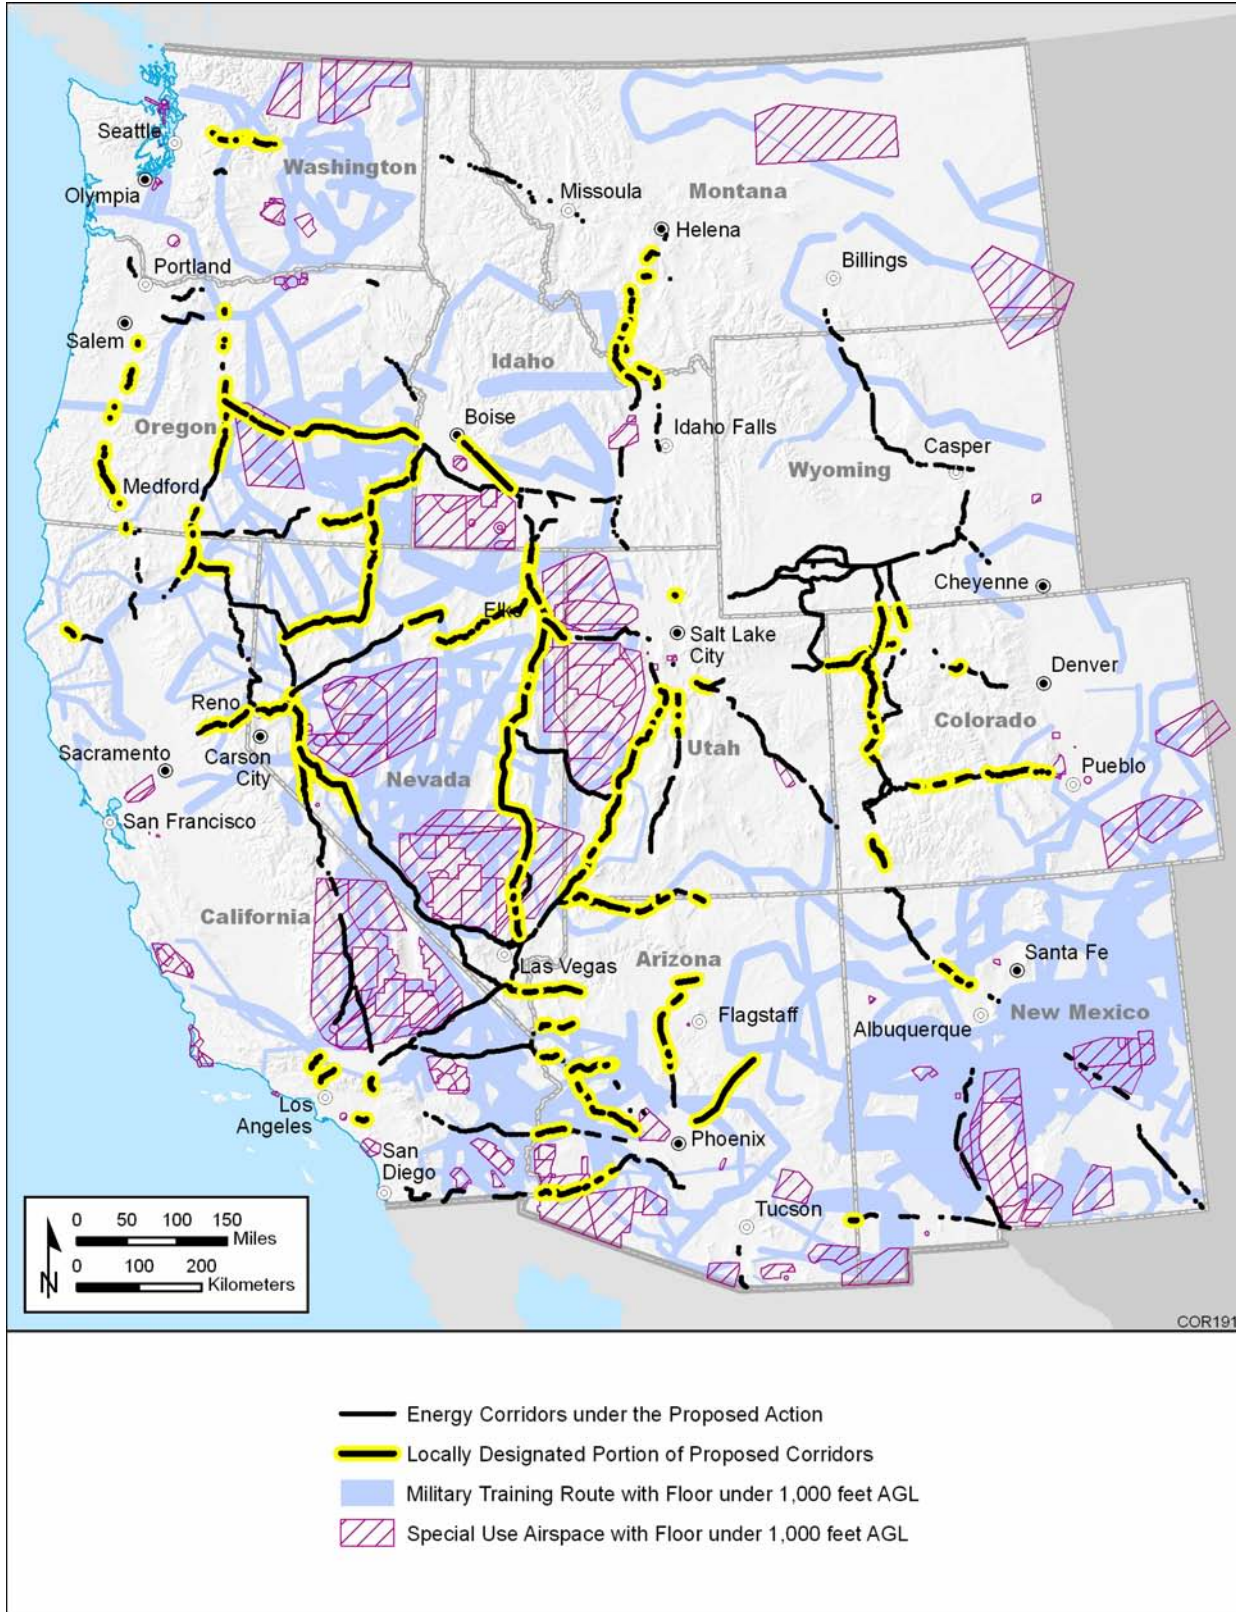 Seattle
Washington
Olympia
Missoula
Montana
Helena
Portland
Billings
Salem
Idaho
Boise
Oregon
Idaho Falls
Casper
Wyoming
Medford
Cheyenne
Elko
Salt Lake
City
Denver
Reno
Colorado
Sacramento
Carson
City
Nevada
Utah
Pueblo
San Francisco
California
Santa Fe
Las Vegas
Arizona
Flagstaff
Albuquerque
New Mexico
Los
Angeles
Phoenix
San
Diego
Tucson
0 50 100 150
Miles
0 100 200
Kilometers
N
COR191
Energy Corridors under the Proposed Action
Locally Designated Portion of Proposed Corridors
Military Training Route with Floor under 1,000 feet AGL
Special Use Airspace with Floor under 1,000 feet AGL